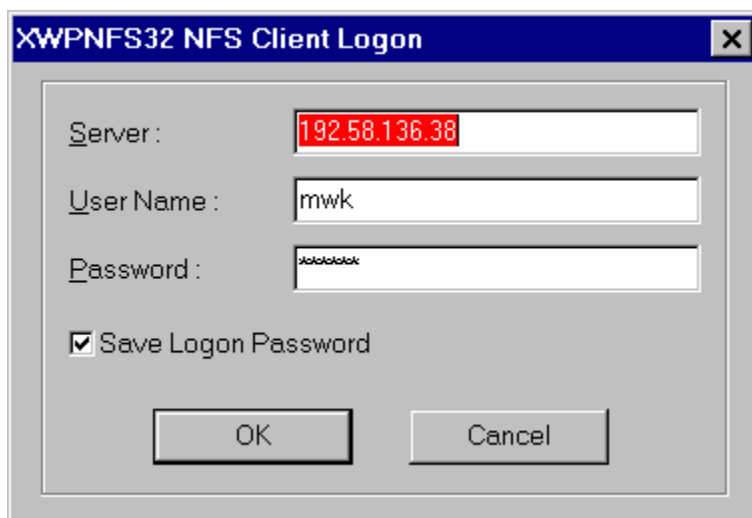 XWPNFS32 NFS Client Logon
Server : 192.58.136.38
User Name : mwk
Password : ******
Save Logon Password
OK Cancel